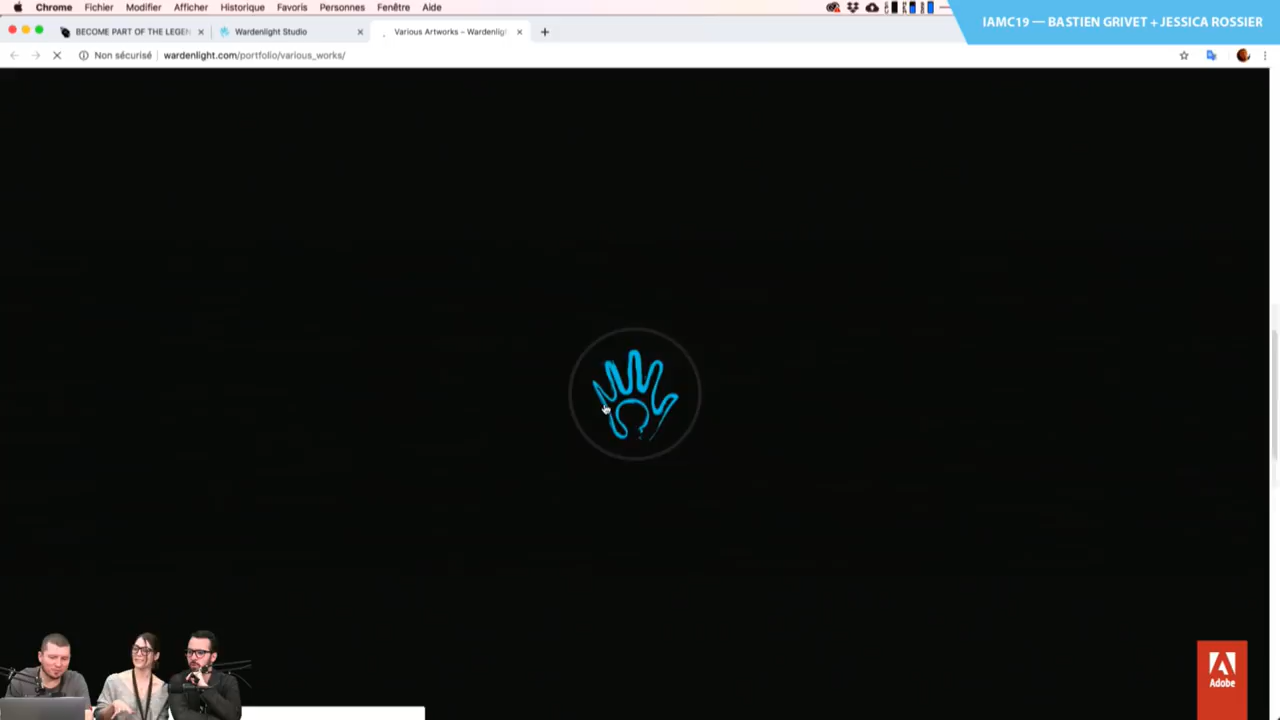 Chrome Fichier Modifier Afficher Historique Favoris Personnes Fenêtre Aide
IAMC19 — BASTIEN GRIVET + JESSICA ROSSIER
BECOME PART OF THE LEGEN
Wardenlight Studio
Various Artworks – Wardenligh
Non sécurisé wardenlight.com/portfolio/various_works/
Adobe